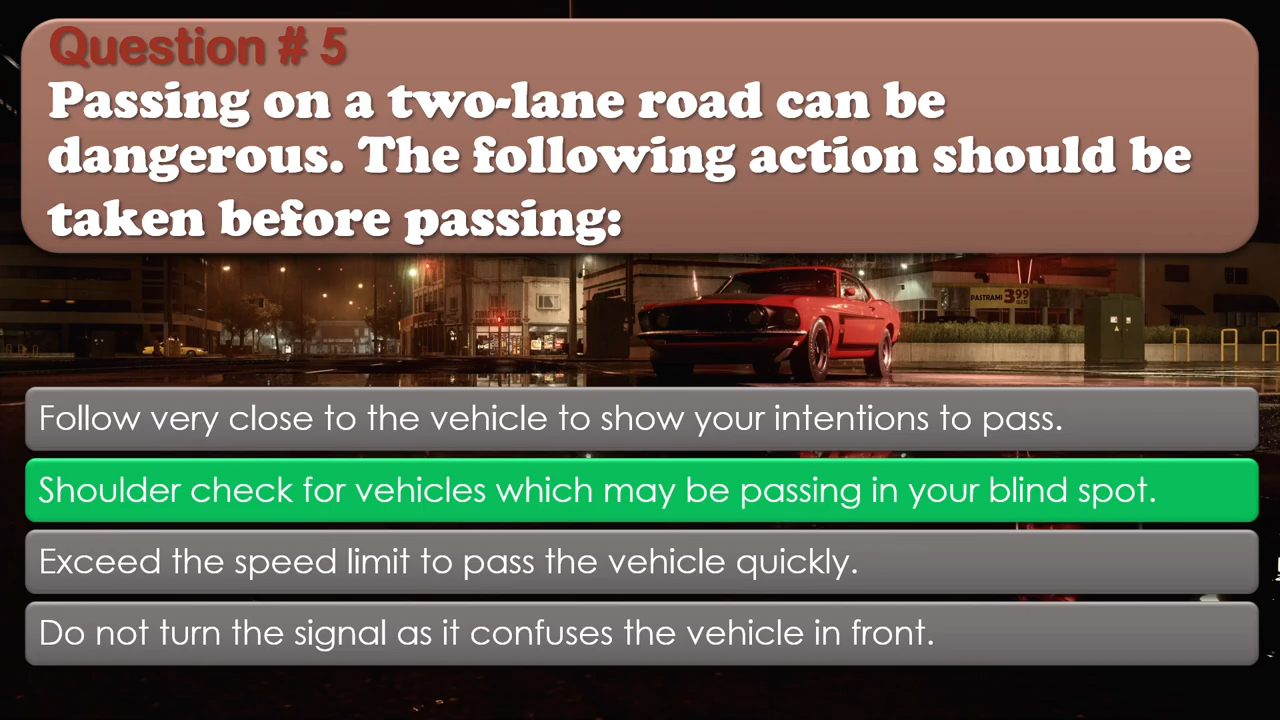 Question # 5
Passing on a two-lane road can be
dangerous. The following action should be
taken before passing:
PASTRAMI 3.99
Follow very close to the vehicle to show your intentions to pass.
Shoulder check for vehicles which may be passing in your blind spot.
Exceed the speed limit to pass the vehicle quickly.
Do not turn the signal as it confuses the vehicle in front.